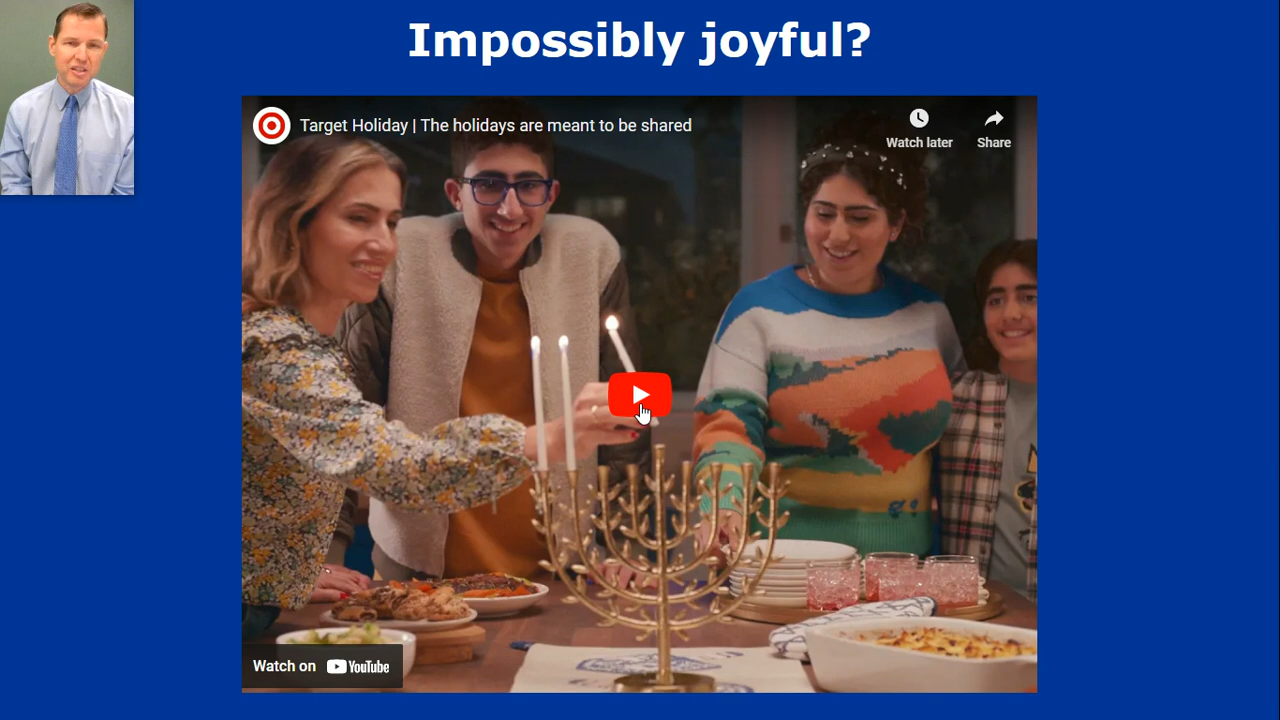 Impossibly joyful?
Target Holiday | The holidays are meant to be shared
Watch later
Share
Watch on YouTube